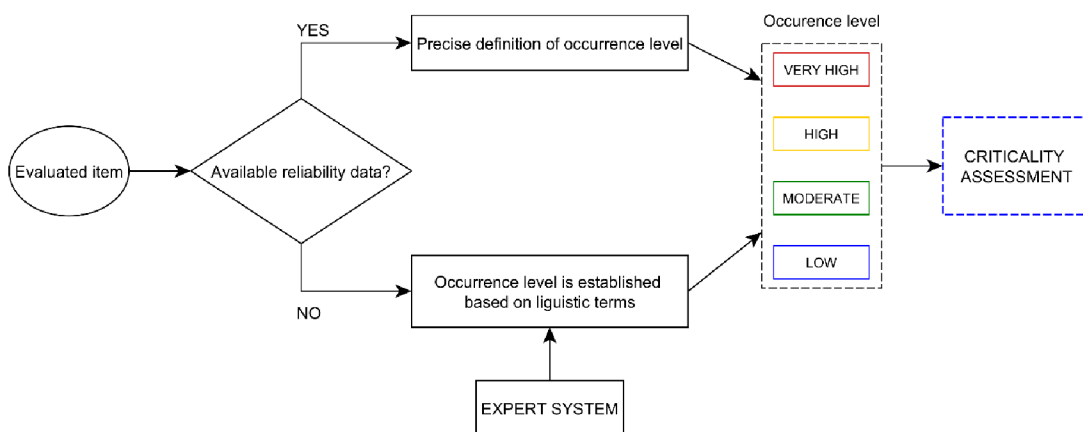 Occurence level
YES
Precise definition of occurrence level
VERY HIGH
HIGH
Evaluated item
Available reliability data?
CRITICALITY
ASSESSMENT
MODERATE
LOW
NO
Occurrence level is established
based on liguistic terms
EXPERT SYSTEM